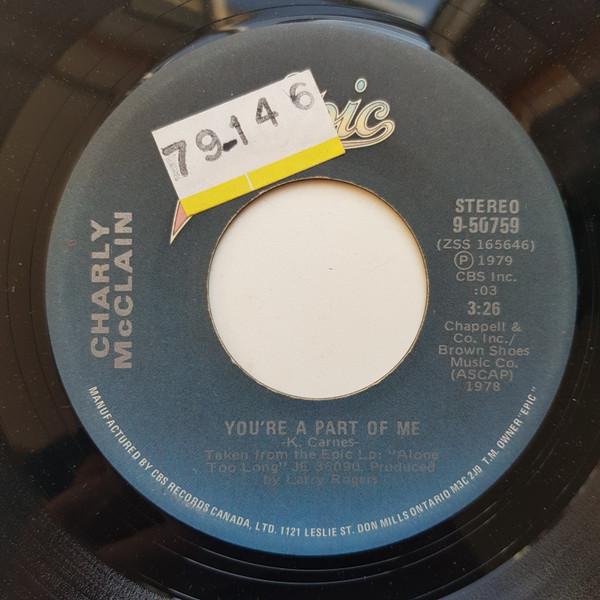 79-146
Epic
STEREO
9-50759
(ZSS 165646)
Ⓟ 1979
CBS Inc.
:03
3:26
Chappell &
Co. Inc./
Brown Shoes
Music Co.
(ASCAP)
1978
CHARLY
McCLAIN
YOU'RE A PART OF ME
-K. Carnes-
Taken from the Epic Lp: "Alone
Too Long" JE 36090. Produced
by Larry Rogers
MANUFACTURED BY CBS RECORDS CANADA, LTD. 1121 LESLIE ST. DON MILLS ONTARIO M3C 2J9 T.M. OWNER "EPIC"